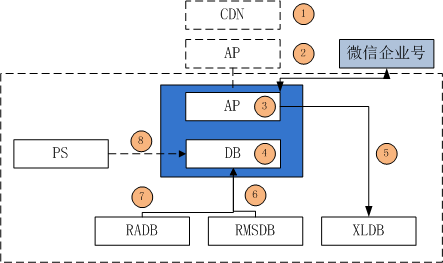 CDN 1
AP 2
微信企业号
AP 3
DB 4
PS
8
5
7
6
RADB
RMSDB
XLDB